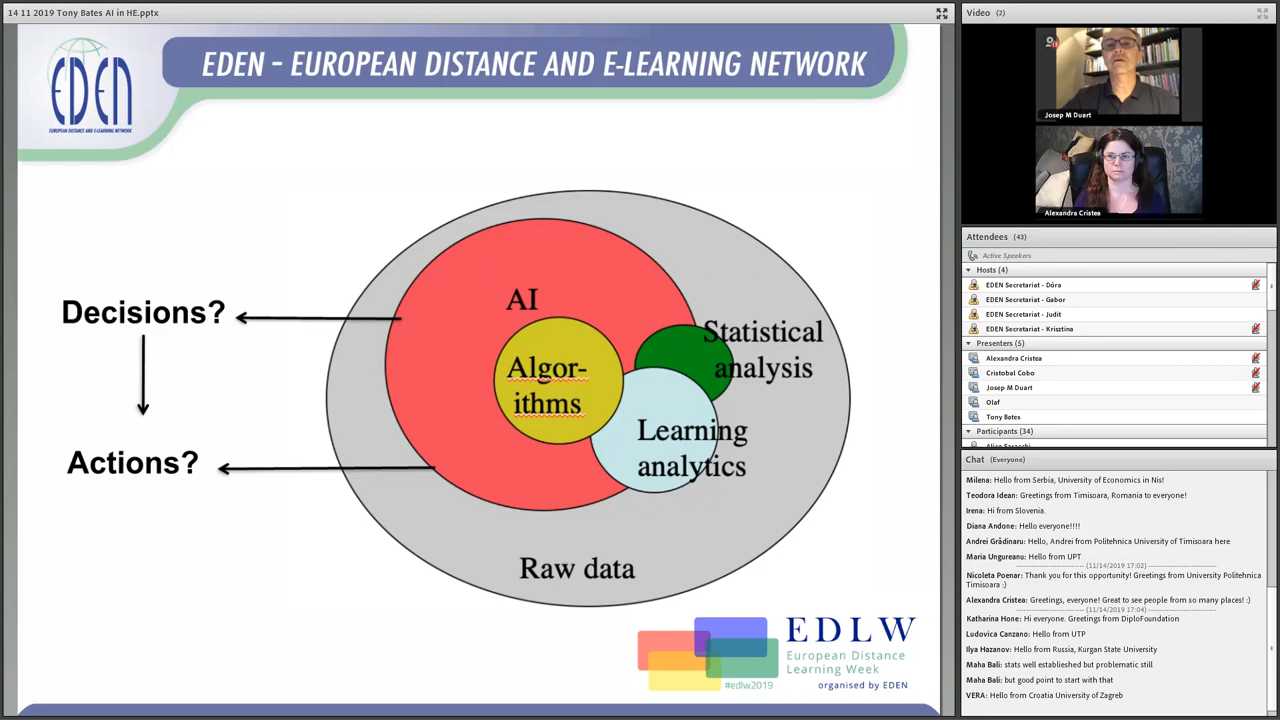 14 11 2019 Tony Bates AI in HE.pptx
EDEN
EUROPEAN DISTANCE AND E-LEARNING NETWORK
EDEN - EUROPEAN DISTANCE AND E-LEARNING NETWORK
Decisions?
Actions?
AI
Algor-
ithms
Statistical
analysis
Learning
analytics
Raw data
EDLW
European Distance
Learning Week
#edlw2019
organised by EDEN
Video (2)
Josep M Duart
Alexandra Cristea
Attendees (43)
Active Speakers
Hosts (4)
EDEN Secretariat - Dóra
EDEN Secretariat - Gabor
EDEN Secretariat - Judit
EDEN Secretariat - Krisztina
Presenters (5)
Alexandra Cristea
Cristobal Cobo
Josep M Duart
Olaf
Tony Bates
Participants (34)
Chat (Everyone)
Milena: Hello from Serbia, University of Economics in Nis!
Teodora Idean: Greetings from Timisoara, Romania to everyone!
Irena: Hi from Slovenia.
Diana Andone: Hello everyone!!!!
Andrei Grădinaru: Hello, Andrei from Politehnica University of Timisoara here
Maria Ungureanu: Hello from UPT
(11/14/2019 17:02)
Nicoleta Poenar: Thank you for this opportunity! Greetings from University Politehnica
Timisoara :)
Alexandra Cristea: Greetings, everyone! Great to see people from so many places! :)
(11/14/2019 17:04)
Katharina Hone: Hi everyone. Greetings from DiploFoundation
Ludovica Canzano: Hello from UTP
Ilya Hazanov: Hello from Russia, Kurgan State University
Maha Bali: stats well establieshed but problematic still
Maha Bali: but good point to start with that
VERA: Hello from Croatia University of Zagreb